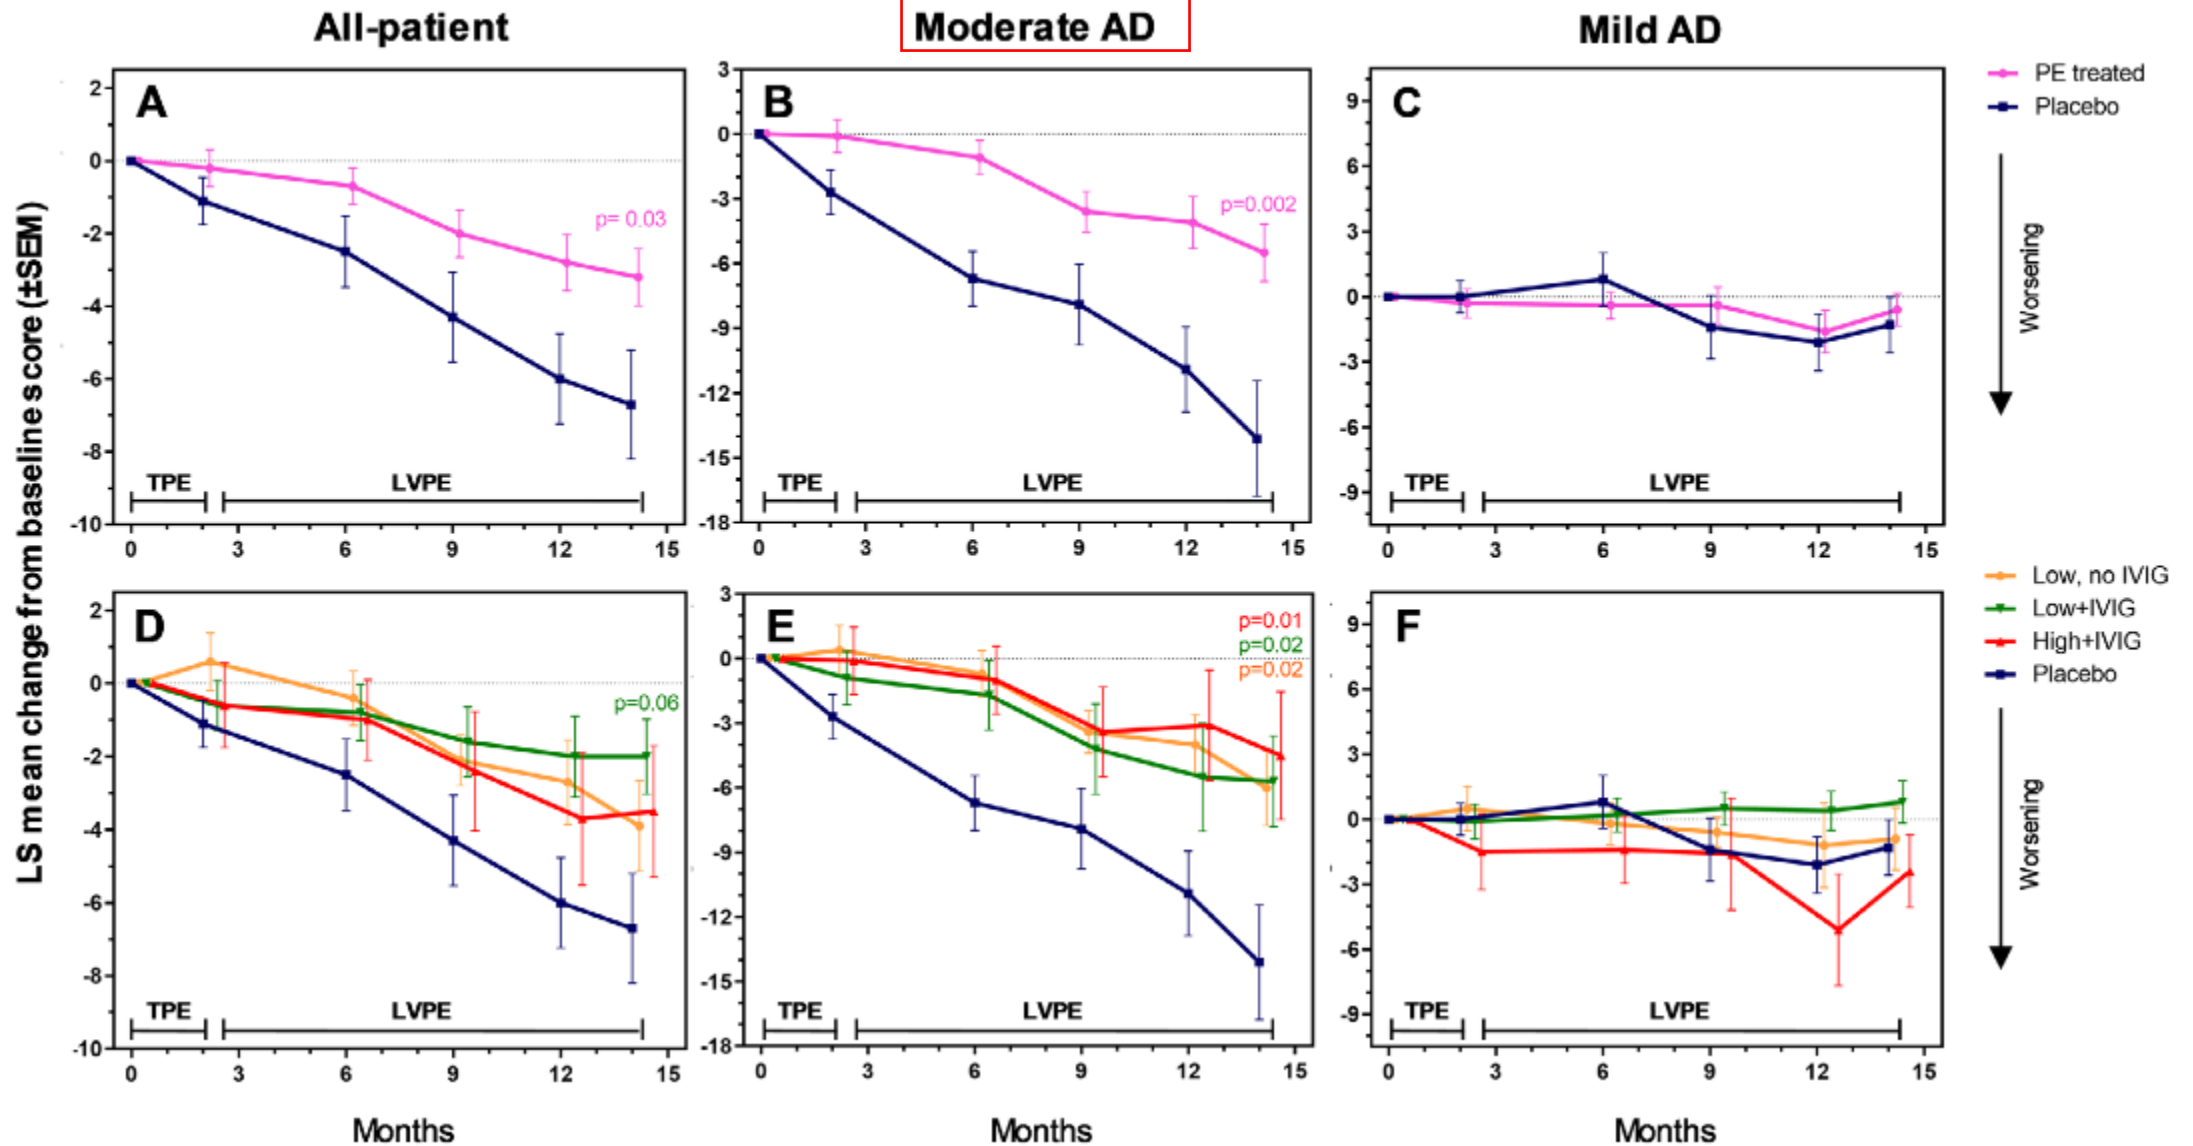 All-patient
Moderate AD
Mild AD
LS mean change from baseline score (±SEM)
A
2
0
-2
-4
-6
-8
-10
p= 0.03
TPE
LVPE
0 3 6 9 12 15
B
3
0
-3
-6
-9
-12
-15
-18
p=0.002
TPE
LVPE
0 3 6 9 12 15
C
9
6
3
0
-3
-6
-9
TPE
LVPE
0 3 6 9 12 15
PE treated
Placebo
Worsening
D
2
0
-2
-4
-6
-8
-10
p=0.06
TPE
LVPE
0 3 6 9 12 15
Months
E
3
0
-3
-6
-9
-12
-15
-18
p=0.01
p=0.02
p=0.02
TPE
LVPE
0 3 6 9 12 15
Months
F
9
6
3
0
-3
-6
-9
TPE
LVPE
0 3 6 9 12 15
Months
Low, no IVIG
Low+IVIG
High+IVIG
Placebo
Worsening